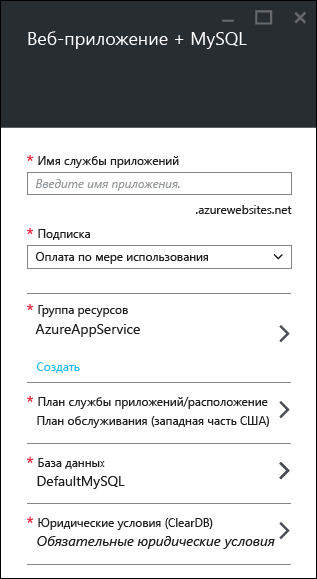 Веб-приложение + MySQL
* Имя службы приложений
Введите имя приложения.
.azurewebsites.net
* Подписка
Оплата по мере использования
* Группа ресурсов
AzureAppService
Создать
* План службы приложений/расположение
План обслуживания (западная часть США)
* База данных
DefaultMySQL
* Юридические условия (ClearDB)
Обязательные юридические условия